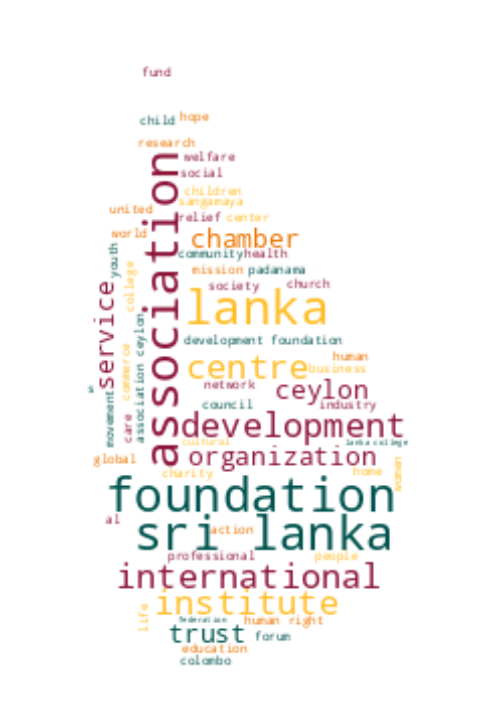 fund
child hope
research
welfare
social
children
sangamaya
united
relief center
world
chamber
community health
youth
mission padanama
college
society church
association
service
lanka
association ceylon
development foundation
human
centre business
commerce
network ceylon
council industry
movement
care
development
cultural lanka college
organization
global
charity home
women
foundation
al
sri lanka
action
professional people
international
institute
life
federation human right
trust forum
education
colombo